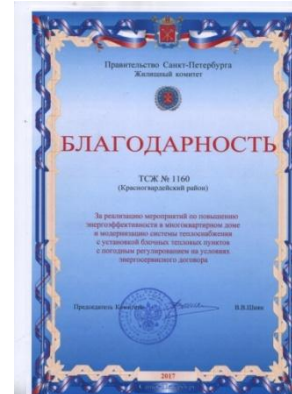 Правительство Санкт-Петербурга
Жилищный комитет
БЛАГОДАРНОСТЬ
ТСЖ № 1160
(Красногвардейский район)
За реализацию мероприятий по повышению
энергоэффективности в многоквартирном доме
и модернизацию системы теплоснабжения
с установкой блочных тепловых пунктов
с погодным регулированием на условиях
энергосервисного договора
Председатель Комитета
В.В.Шиян
2017